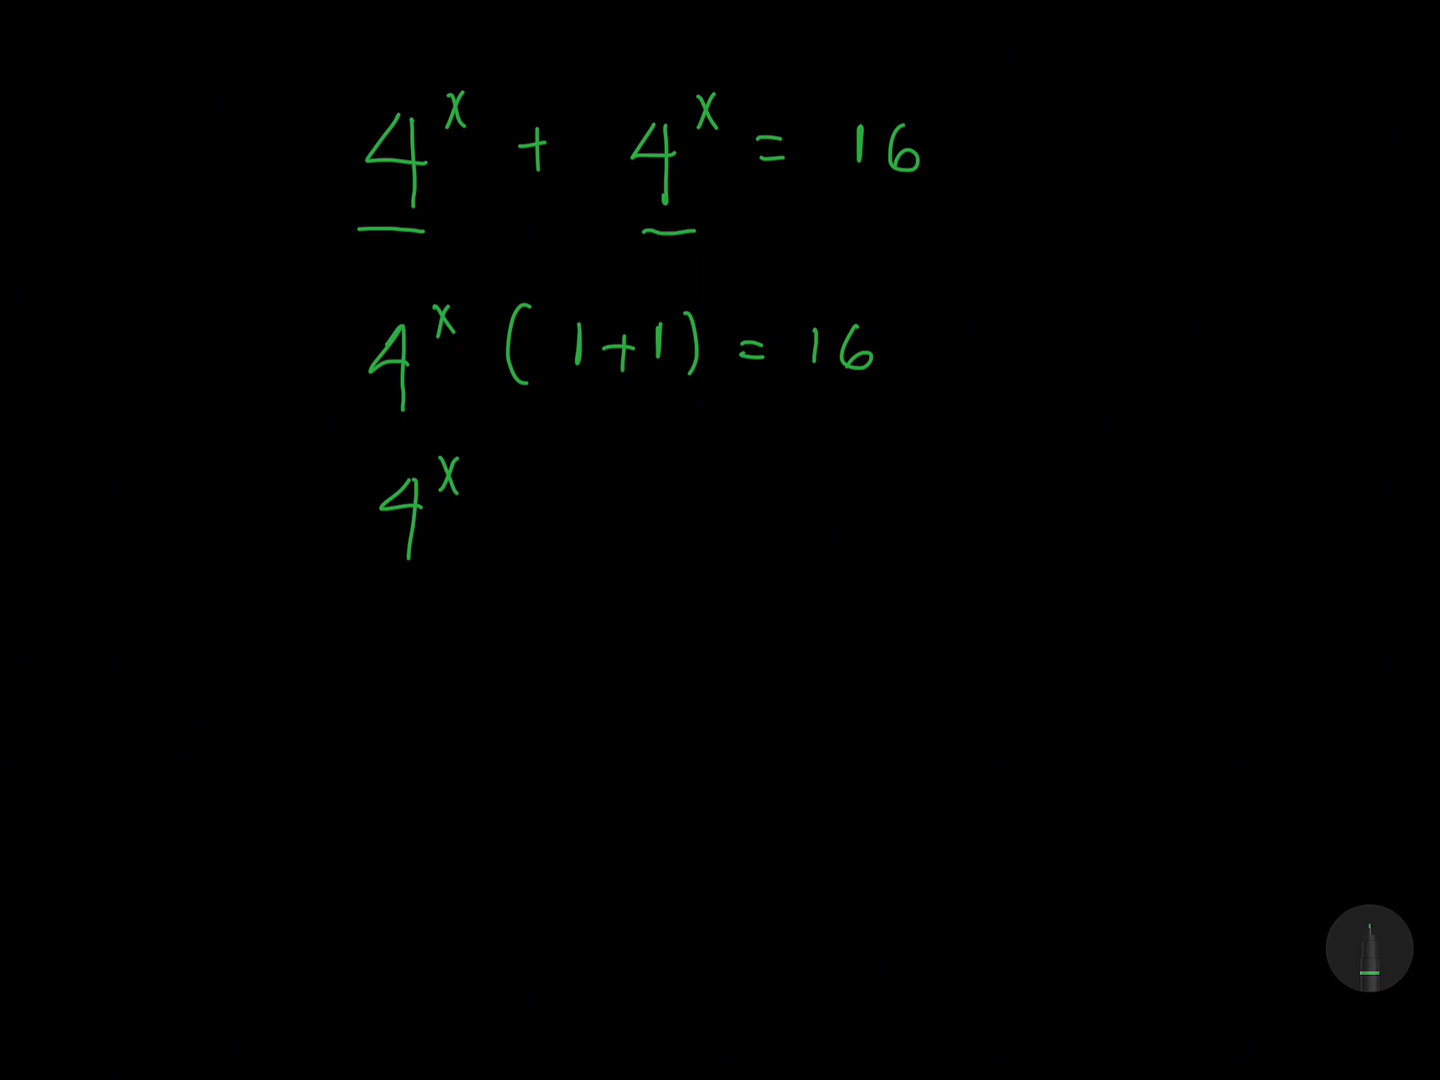 4^x + 4^x = 16
4^x (1+1) = 16
4^x